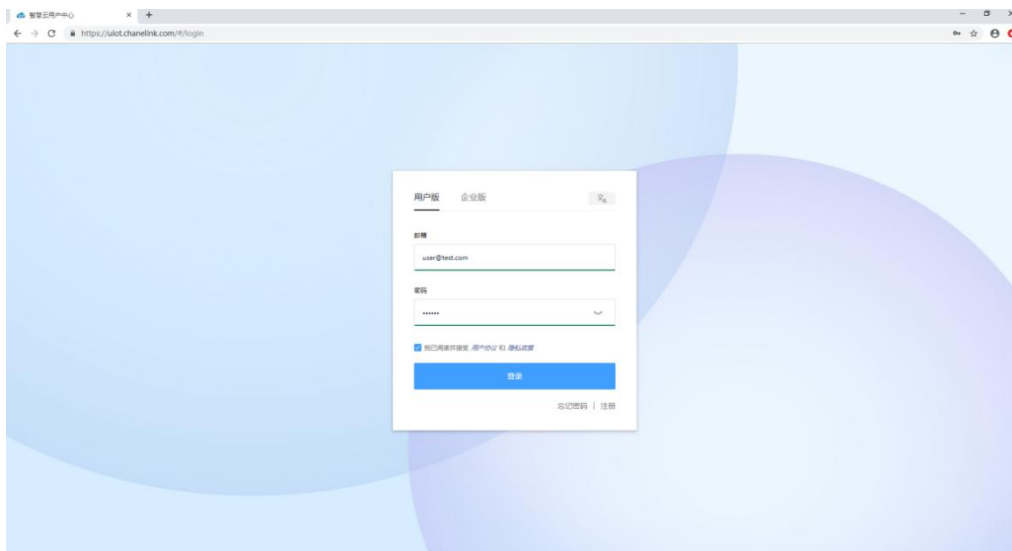 智慧云用户中心
https://uiot.chanelink.com/#/login
用户版 企业版
邮箱
user@test.com
密码
••••••
我已阅读并接受 用户协议 和 隐私政策
登录
忘记密码 | 注册